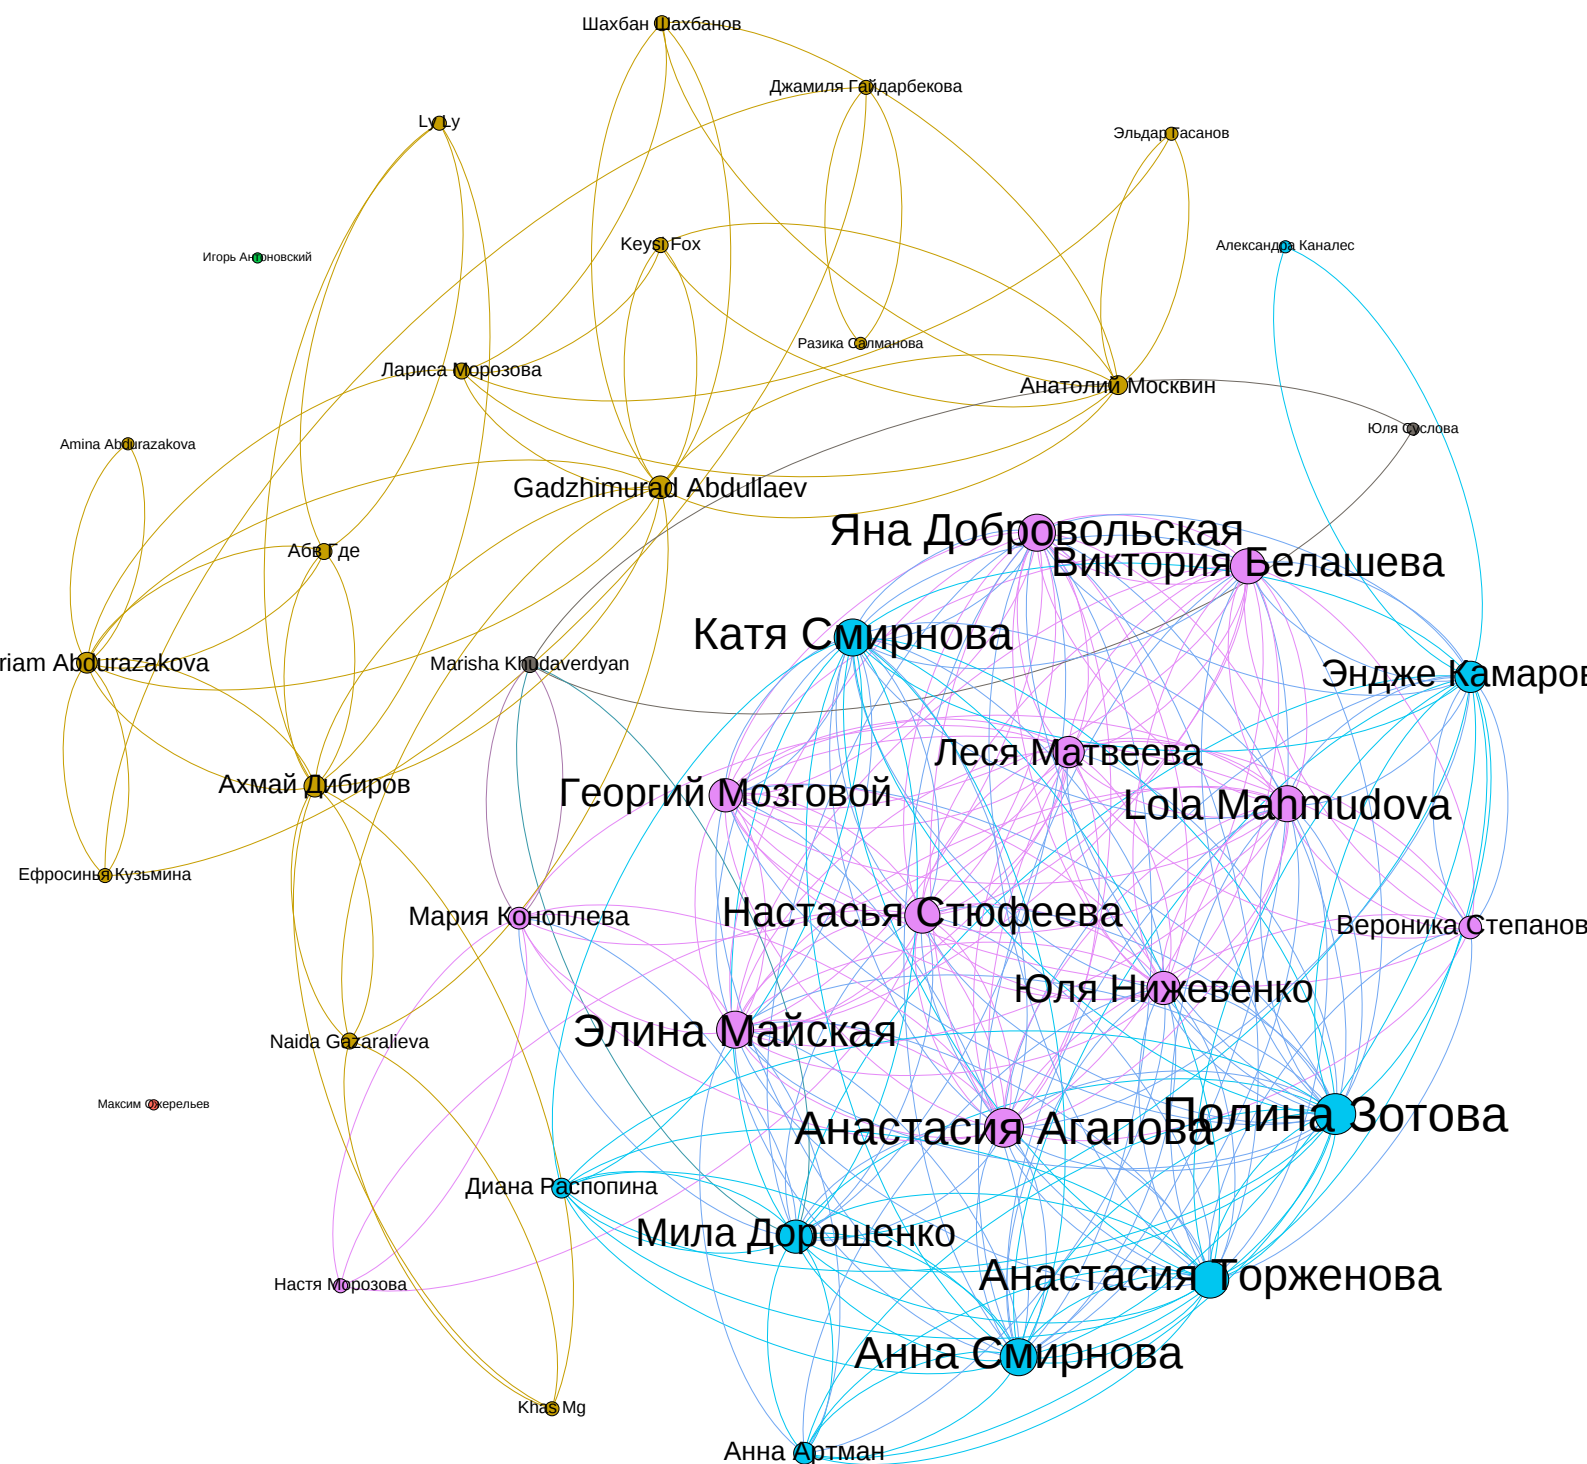 Шахбан Шахбанов
Джамиля Гайдарбекова
Ly Ly
Эльдар Гасанов
Keysi Fox
Александра Каналес
Игорь Антоновский
Разика Салманова
Лариса Морозова
Анатолий Москвин
Юля Суслова
Amina Abdurazakova
Gadzhimurad Abdullaev
Яна Добровольская
Абв Где
Виктория Белашева
Катя Смирнова
riam Abdurazakova
Marisha Khudaverdyan
Эндже Камаров
Леся Матвеева
Ахмай Дибиров
Георгий Мозговой
Lola Mahmudova
Ефросинья Кузьмина
Мария Коноплева
Настасья Стюфеева
Вероника Степанов
Юля Нижевенко
Элина Майская
Naida Gazaralieva
Максим Ожерельев
Анастасия Агапова
Полина Зотова
Диана Распопина
Мила Дорошенко
Настя Морозова
Анастасия Торженова
Анна Смирнова
Khas Mg
Анна Артман